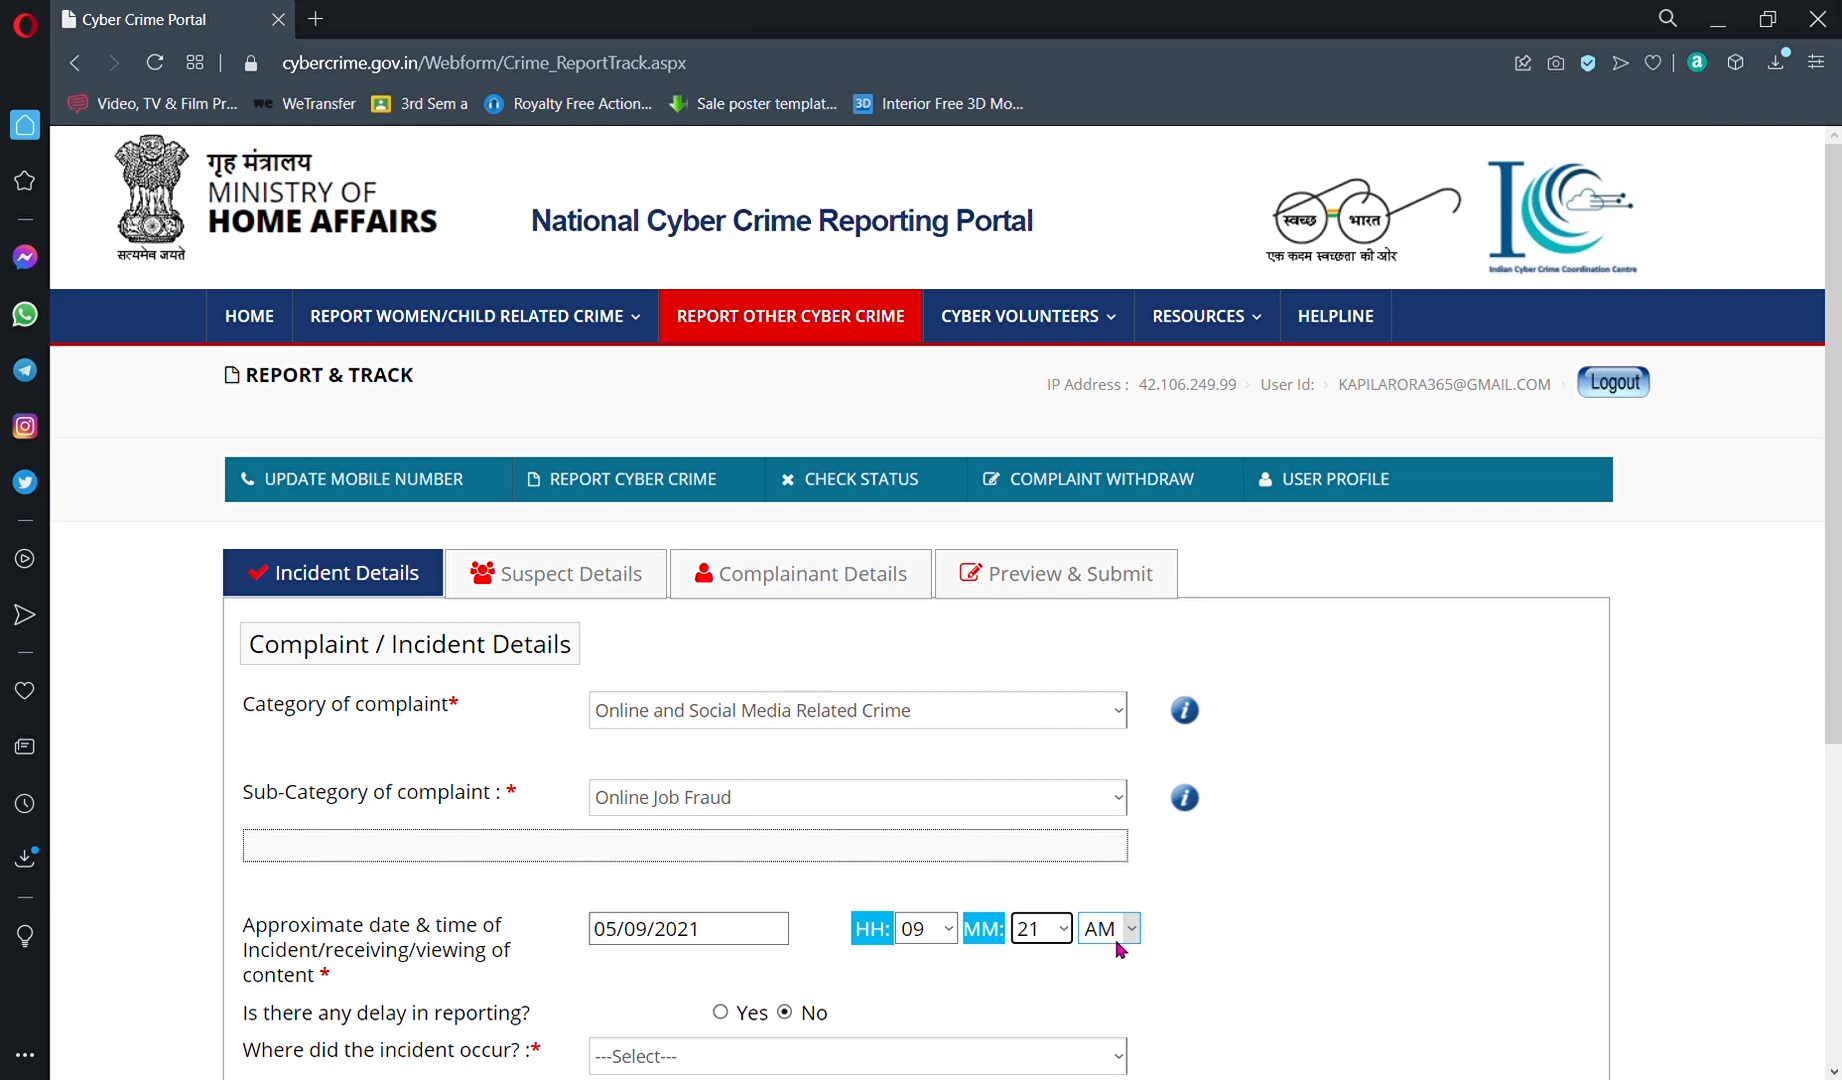 Cyber Crime Portal
cybercrime.gov.in/Webform/Crime_ReportTrack.aspx
Video, TV & Film Pr... WeTransfer 3rd Sem a Royalty Free Action... Sale poster templat... 3D Interior Free 3D Mo...
गृह मंत्रालय
MINISTRY OF
HOME AFFAIRS
सत्यमेव जयते
National Cyber Crime Reporting Portal
स्वच्छ भारत
एक कदम स्वच्छता की ओर
Indian Cyber Crime Coordination Centre
HOME REPORT WOMEN/CHILD RELATED CRIME REPORT OTHER CYBER CRIME CYBER VOLUNTEERS RESOURCES HELPLINE
REPORT & TRACK
IP Address : 42.106.249.99 User Id: KAPILARORA365@GMAIL.COM Logout
UPDATE MOBILE NUMBER REPORT CYBER CRIME CHECK STATUS COMPLAINT WITHDRAW USER PROFILE
Incident Details Suspect Details Complainant Details Preview & Submit
Complaint / Incident Details
Category of complaint* Online and Social Media Related Crime
Sub-Category of complaint : * Online Job Fraud
Approximate date & time of
Incident/receiving/viewing of
content *
05/09/2021 HH: 09 MM: 21 AM
Is there any delay in reporting? Yes No
Where did the incident occur? :* ---Select---